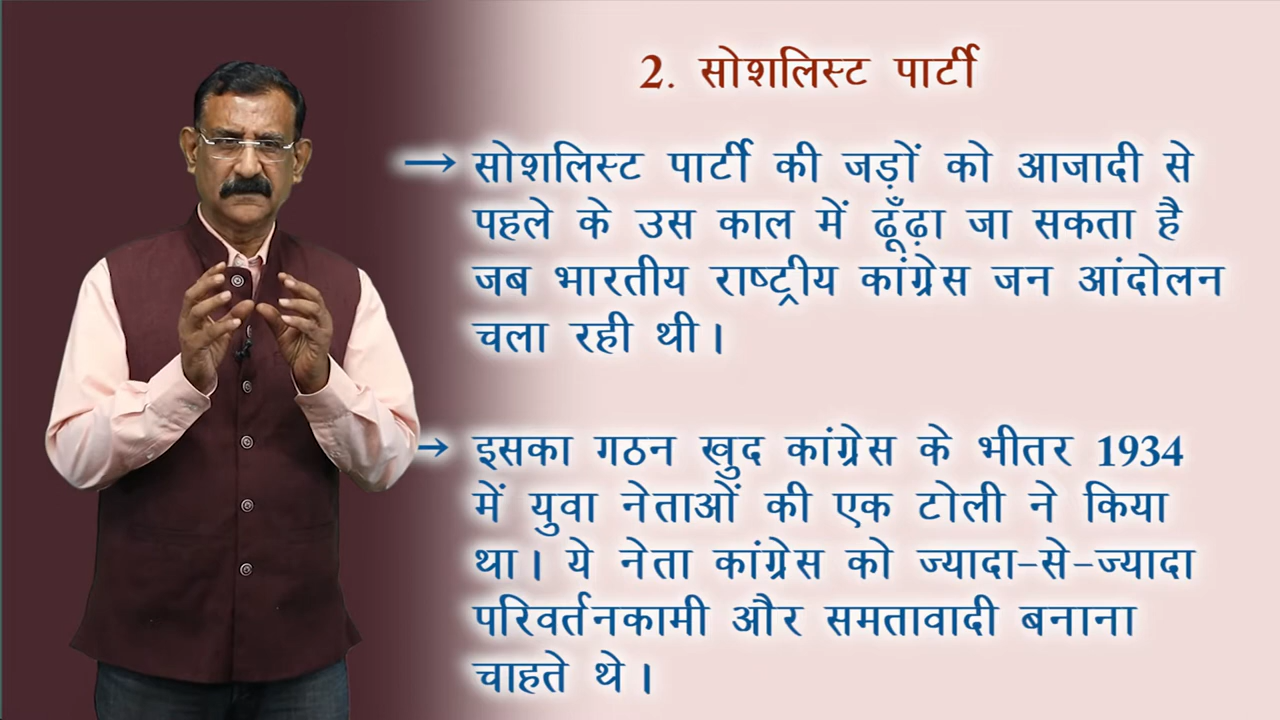 2. सोशलिस्ट पार्टी
→ सोशलिस्ट पार्टी की जड़ों को आजादी से
पहले के उस काल में ढूँढ़ा जा सकता है
जब भारतीय राष्ट्रीय कांग्रेस जन आंदोलन
चला रही थी।
→ इसका गठन खुद कांग्रेस के भीतर 1934
में युवा नेताओं की एक टोली ने किया
था। ये नेता कांग्रेस को ज्यादा-से-ज्यादा
परिवर्तनकामी और समतावादी बनाना
चाहते थे।